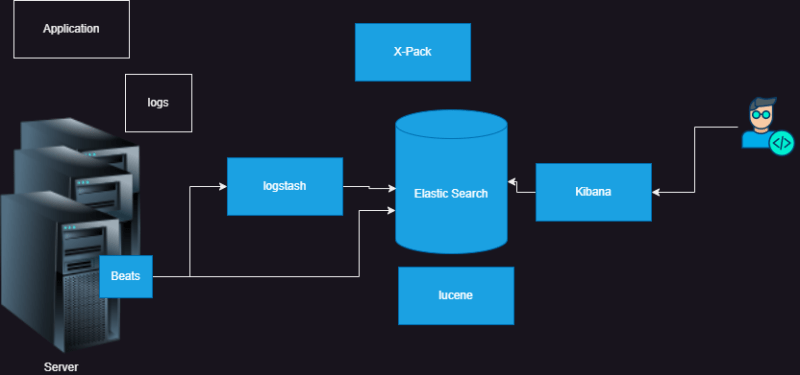 Application
X-Pack
logs
logstash
Elastic Search
Kibana
Beats
lucene
Server